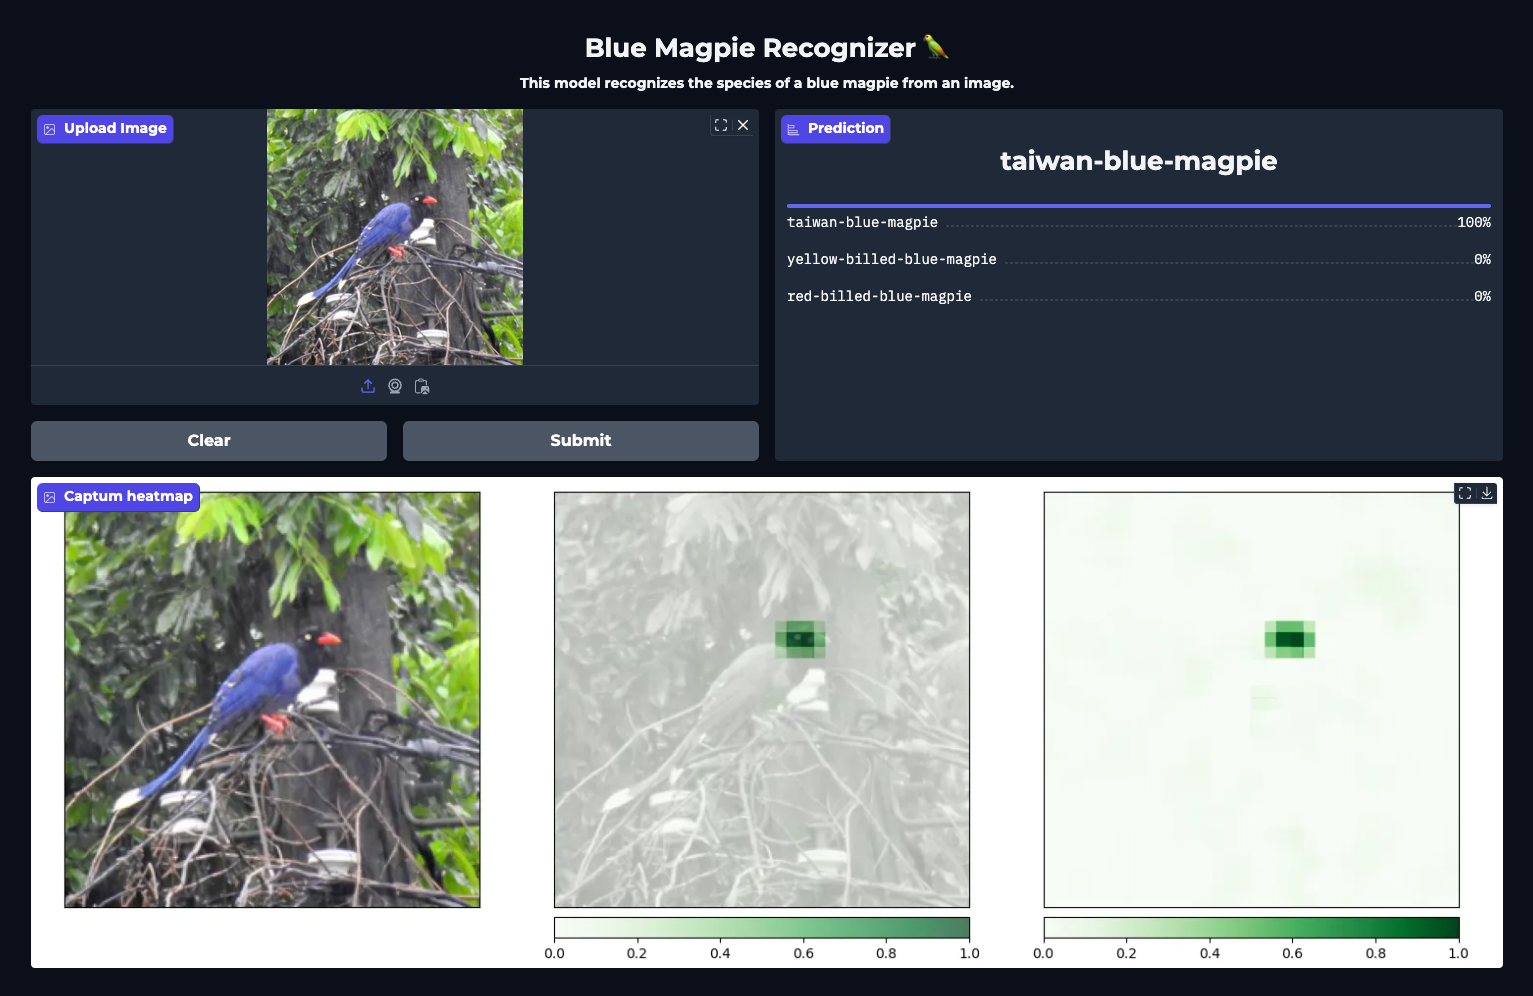 Blue Magpie Recognizer
This model recognizes the species of a blue magpie from an image.
Upload Image
Clear
Submit
Prediction
taiwan-blue-magpie
taiwan-blue-magpie 100%
yellow-billed-blue-magpie 0%
red-billed-blue-magpie 0%
Captum heatmap
0.0 0.2 0.4 0.6 0.8 1.0
0.0 0.2 0.4 0.6 0.8 1.0